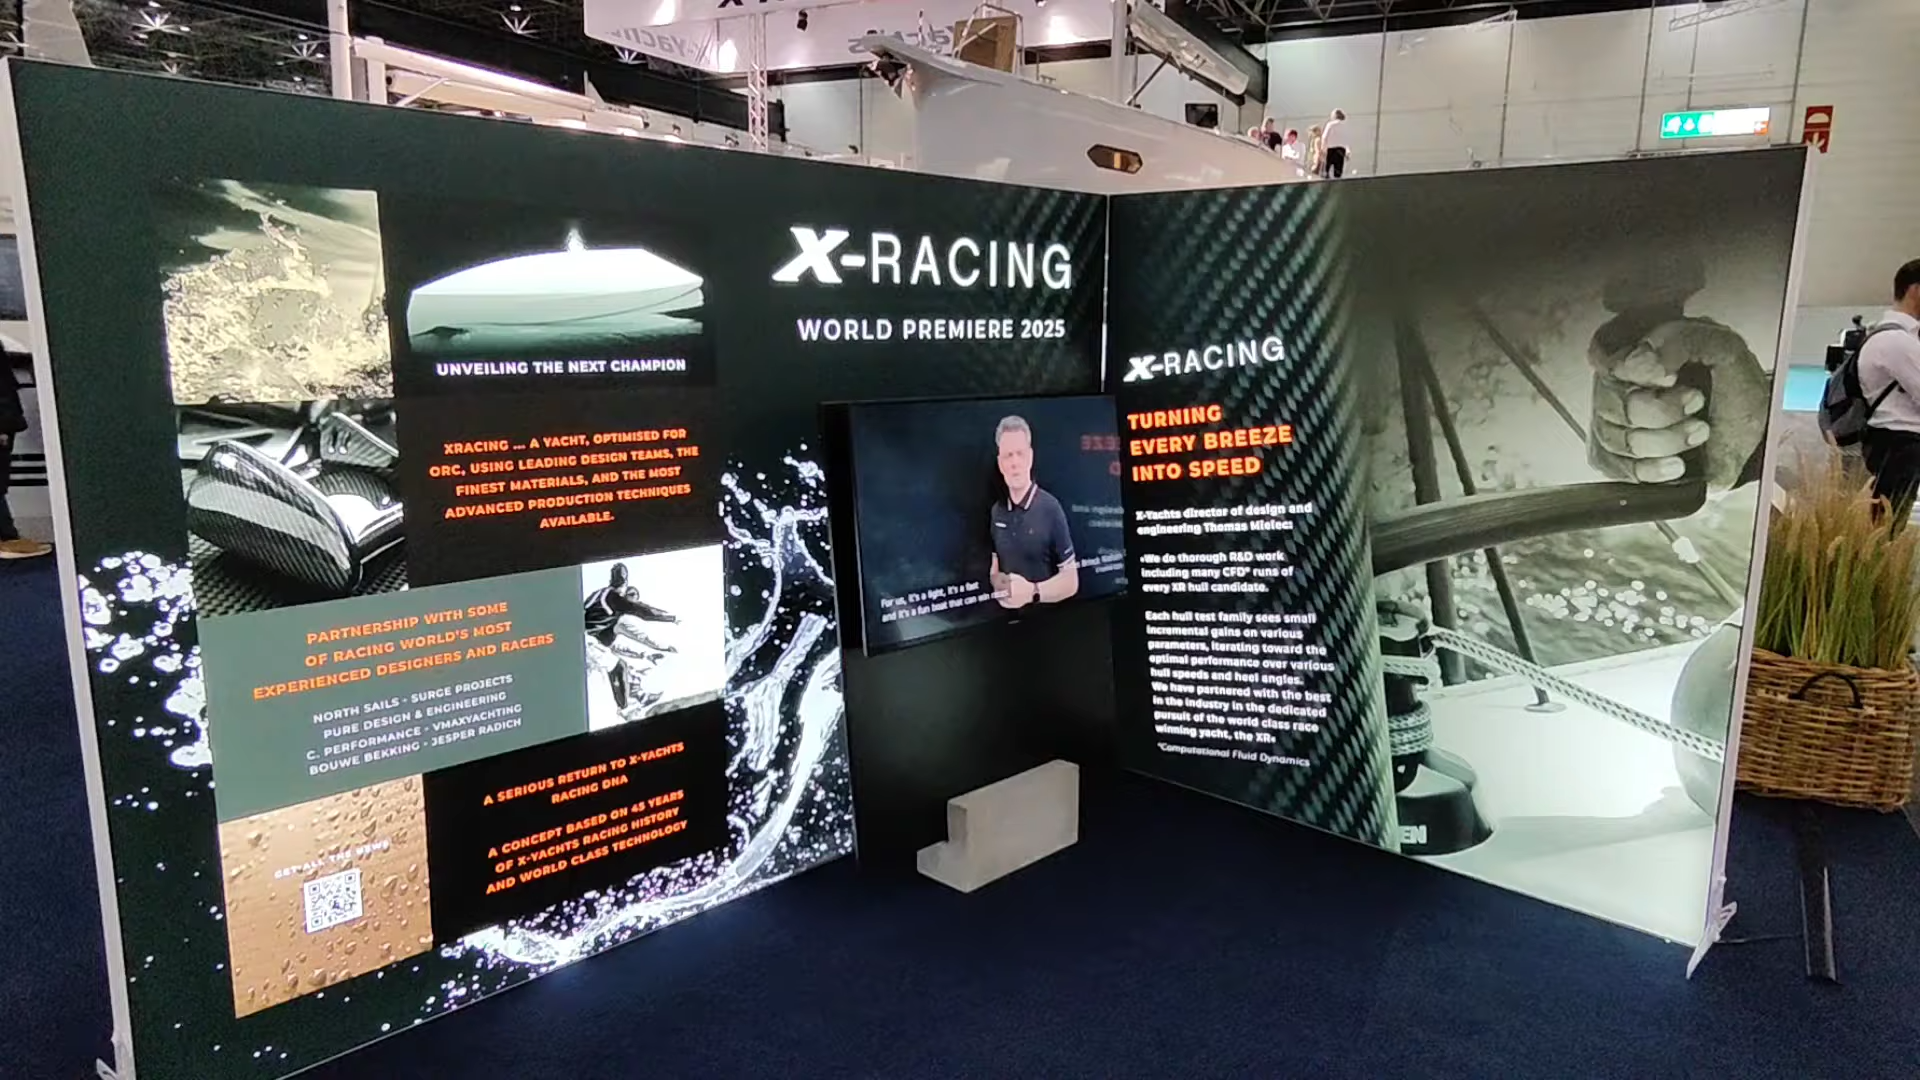 X-Yachts
X-RACING
WORLD PREMIERE 2025
UNVEILING THE NEXT CHAMPION
XRACING ... A YACHT, OPTIMISED FOR
ORC, USING LEADING DESIGN TEAMS, THE
FINEST MATERIALS, AND THE MOST
ADVANCED PRODUCTION TECHNIQUES
AVAILABLE.
PARTNERSHIP WITH SOME
OF RACING WORLD'S MOST
EXPERIENCED DESIGNERS AND RACERS
NORTH SAILS - SURGE PROJECTS
PURE DESIGN & ENGINEERING
C. PERFORMANCE - VMAXYACHTING
BOUWE BEKKING - JESPER RADICH
A SERIOUS RETURN TO X-YACHTS
RACING DNA
A CONCEPT BASED ON 45 YEARS
OF X-YACHTS RACING HISTORY
AND WORLD CLASS TECHNOLOGY
GET ALL THE NEWS
For us, it's a fight, it's a fast
and it's a fun boat that can win races
X-RACING
TURNING
EVERY BREEZE
INTO SPEED
X-Yachts director of design and
engineering Thomas Mielec:
»We do thorough R&D work
including many CFD* runs of
every XR hull candidate.
Each hull test family sees small
incremental gains on various
parameters, iterating toward the
optimal performance over various
hull speeds and heel angles.
We have partnered with the best
in the industry in the dedicated
pursuit of the world class race
winning yacht, the XR«
*Computational Fluid Dynamics
EN